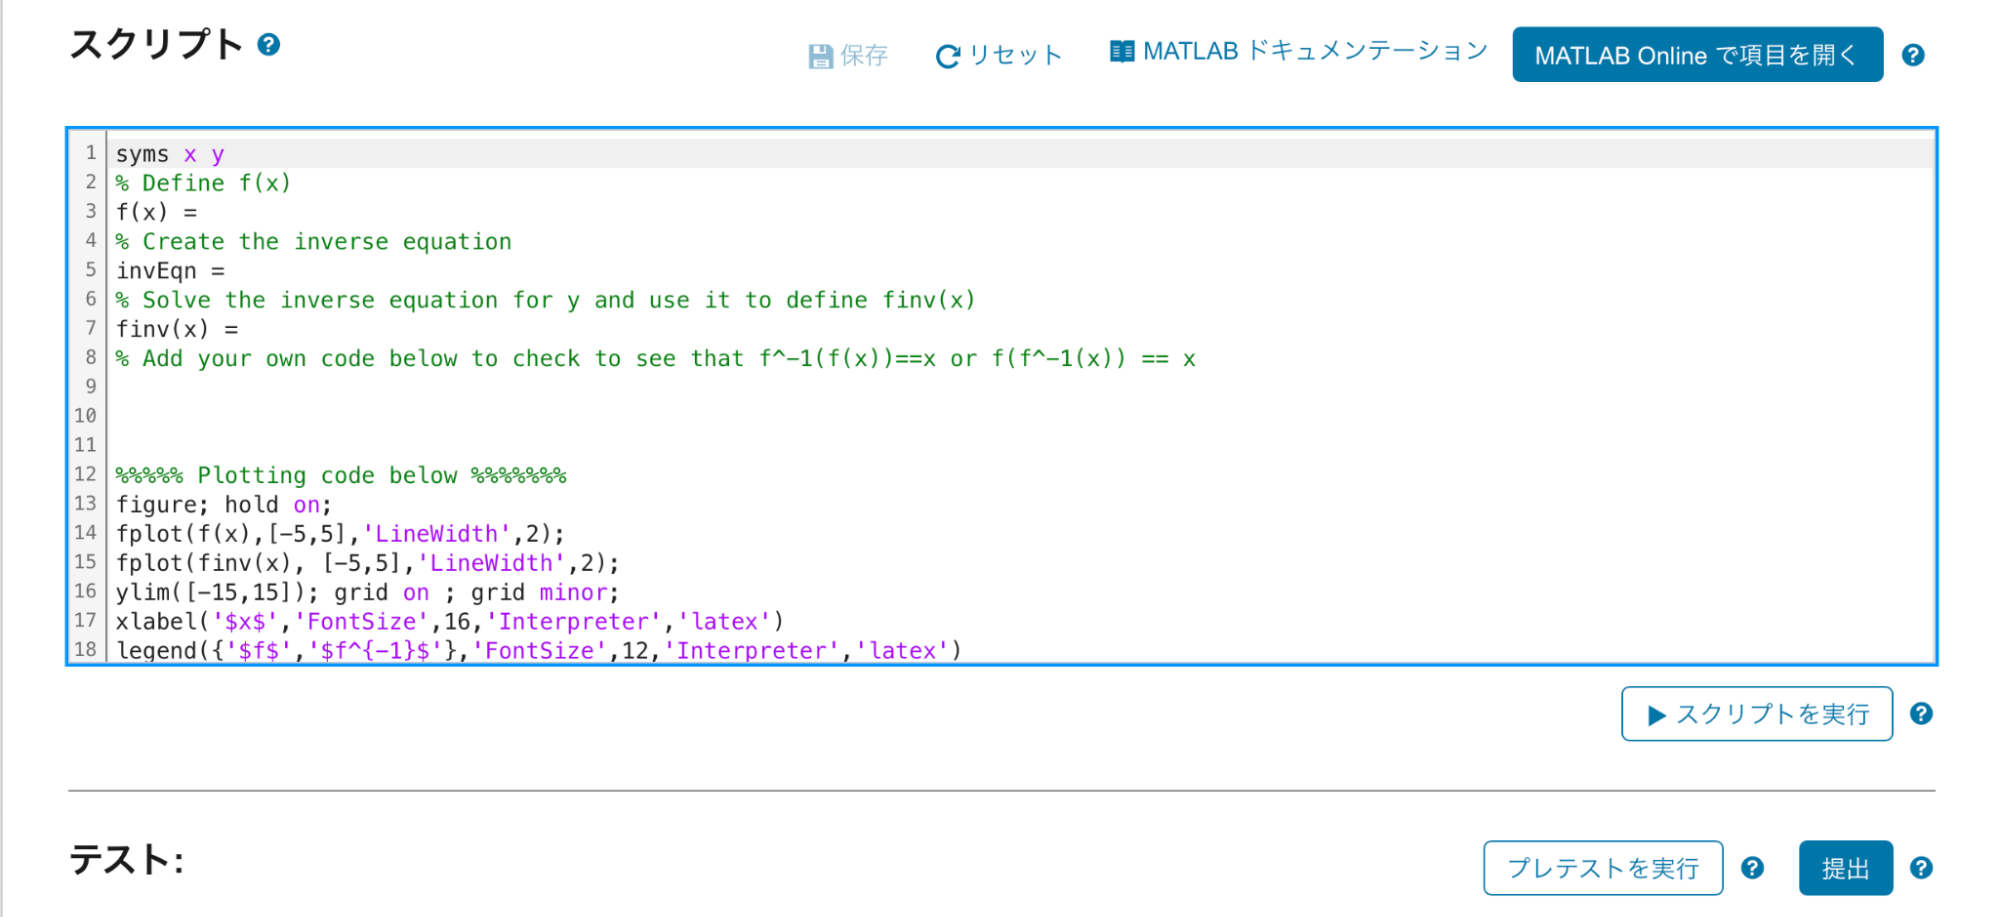 スクリプト ?
保存 リセット MATLAB ドキュメンテーション MATLAB Online で項目を開く ?
1 syms x y
2 % Define f(x)
3 f(x) =
4 % Create the inverse equation
5 invEqn =
6 % Solve the inverse equation for y and use it to define finv(x)
7 finv(x) =
8 % Add your own code below to check to see that f^-1(f(x))==x or f(f^-1(x)) == x
9
10
11
12 %%%%% Plotting code below %%%%%%%
13 figure; hold on;
14 fplot(f(x),[-5,5],'LineWidth',2);
15 fplot(finv(x), [-5,5],'LineWidth',2);
16 ylim([-15,15]); grid on ; grid minor;
17 xlabel('$x$','FontSize',16,'Interpreter','latex')
18 legend({'$f$','$f^{-1}$'},'FontSize',12,'Interpreter','latex')
スクリプトを実行 ?
テスト:
プレテストを実行 ? 提出 ?